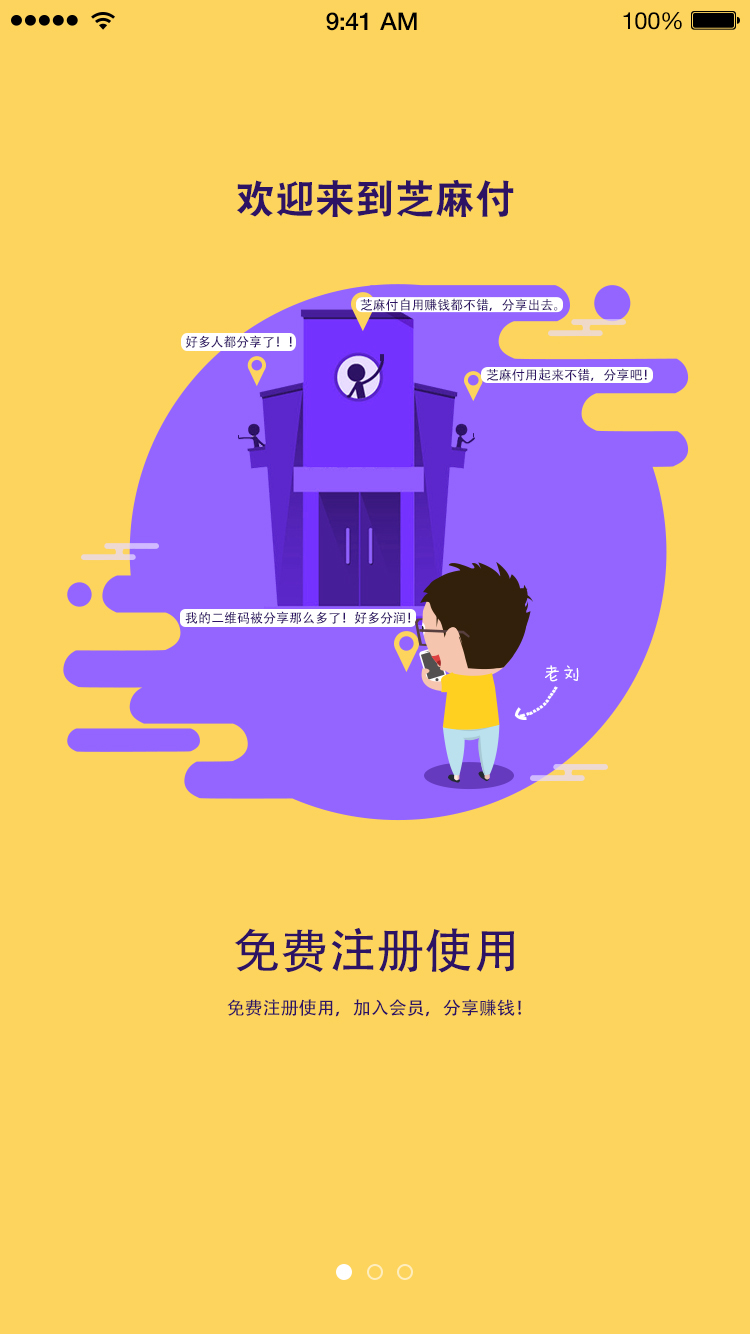 9:41 AM
100%
欢迎来到芝麻付
芝麻付自用赚钱都不错，分享出去。
好多人都分享了！！
芝麻付用起来不错，分享吧！
我的二维码被分享那么多了！好多分润！
老刘
免费注册使用
免费注册使用，加入会员，分享赚钱！